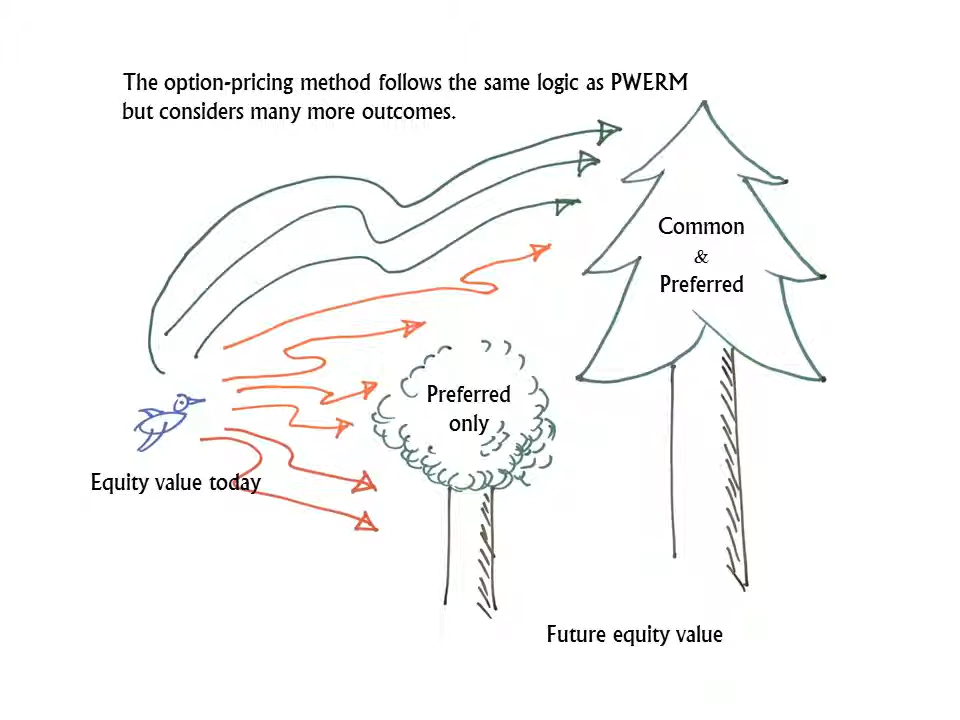 The option-pricing method follows the same logic as PWERM
but considers many more outcomes.
Common
&
Preferred
Preferred
only
Equity value today
Future equity value